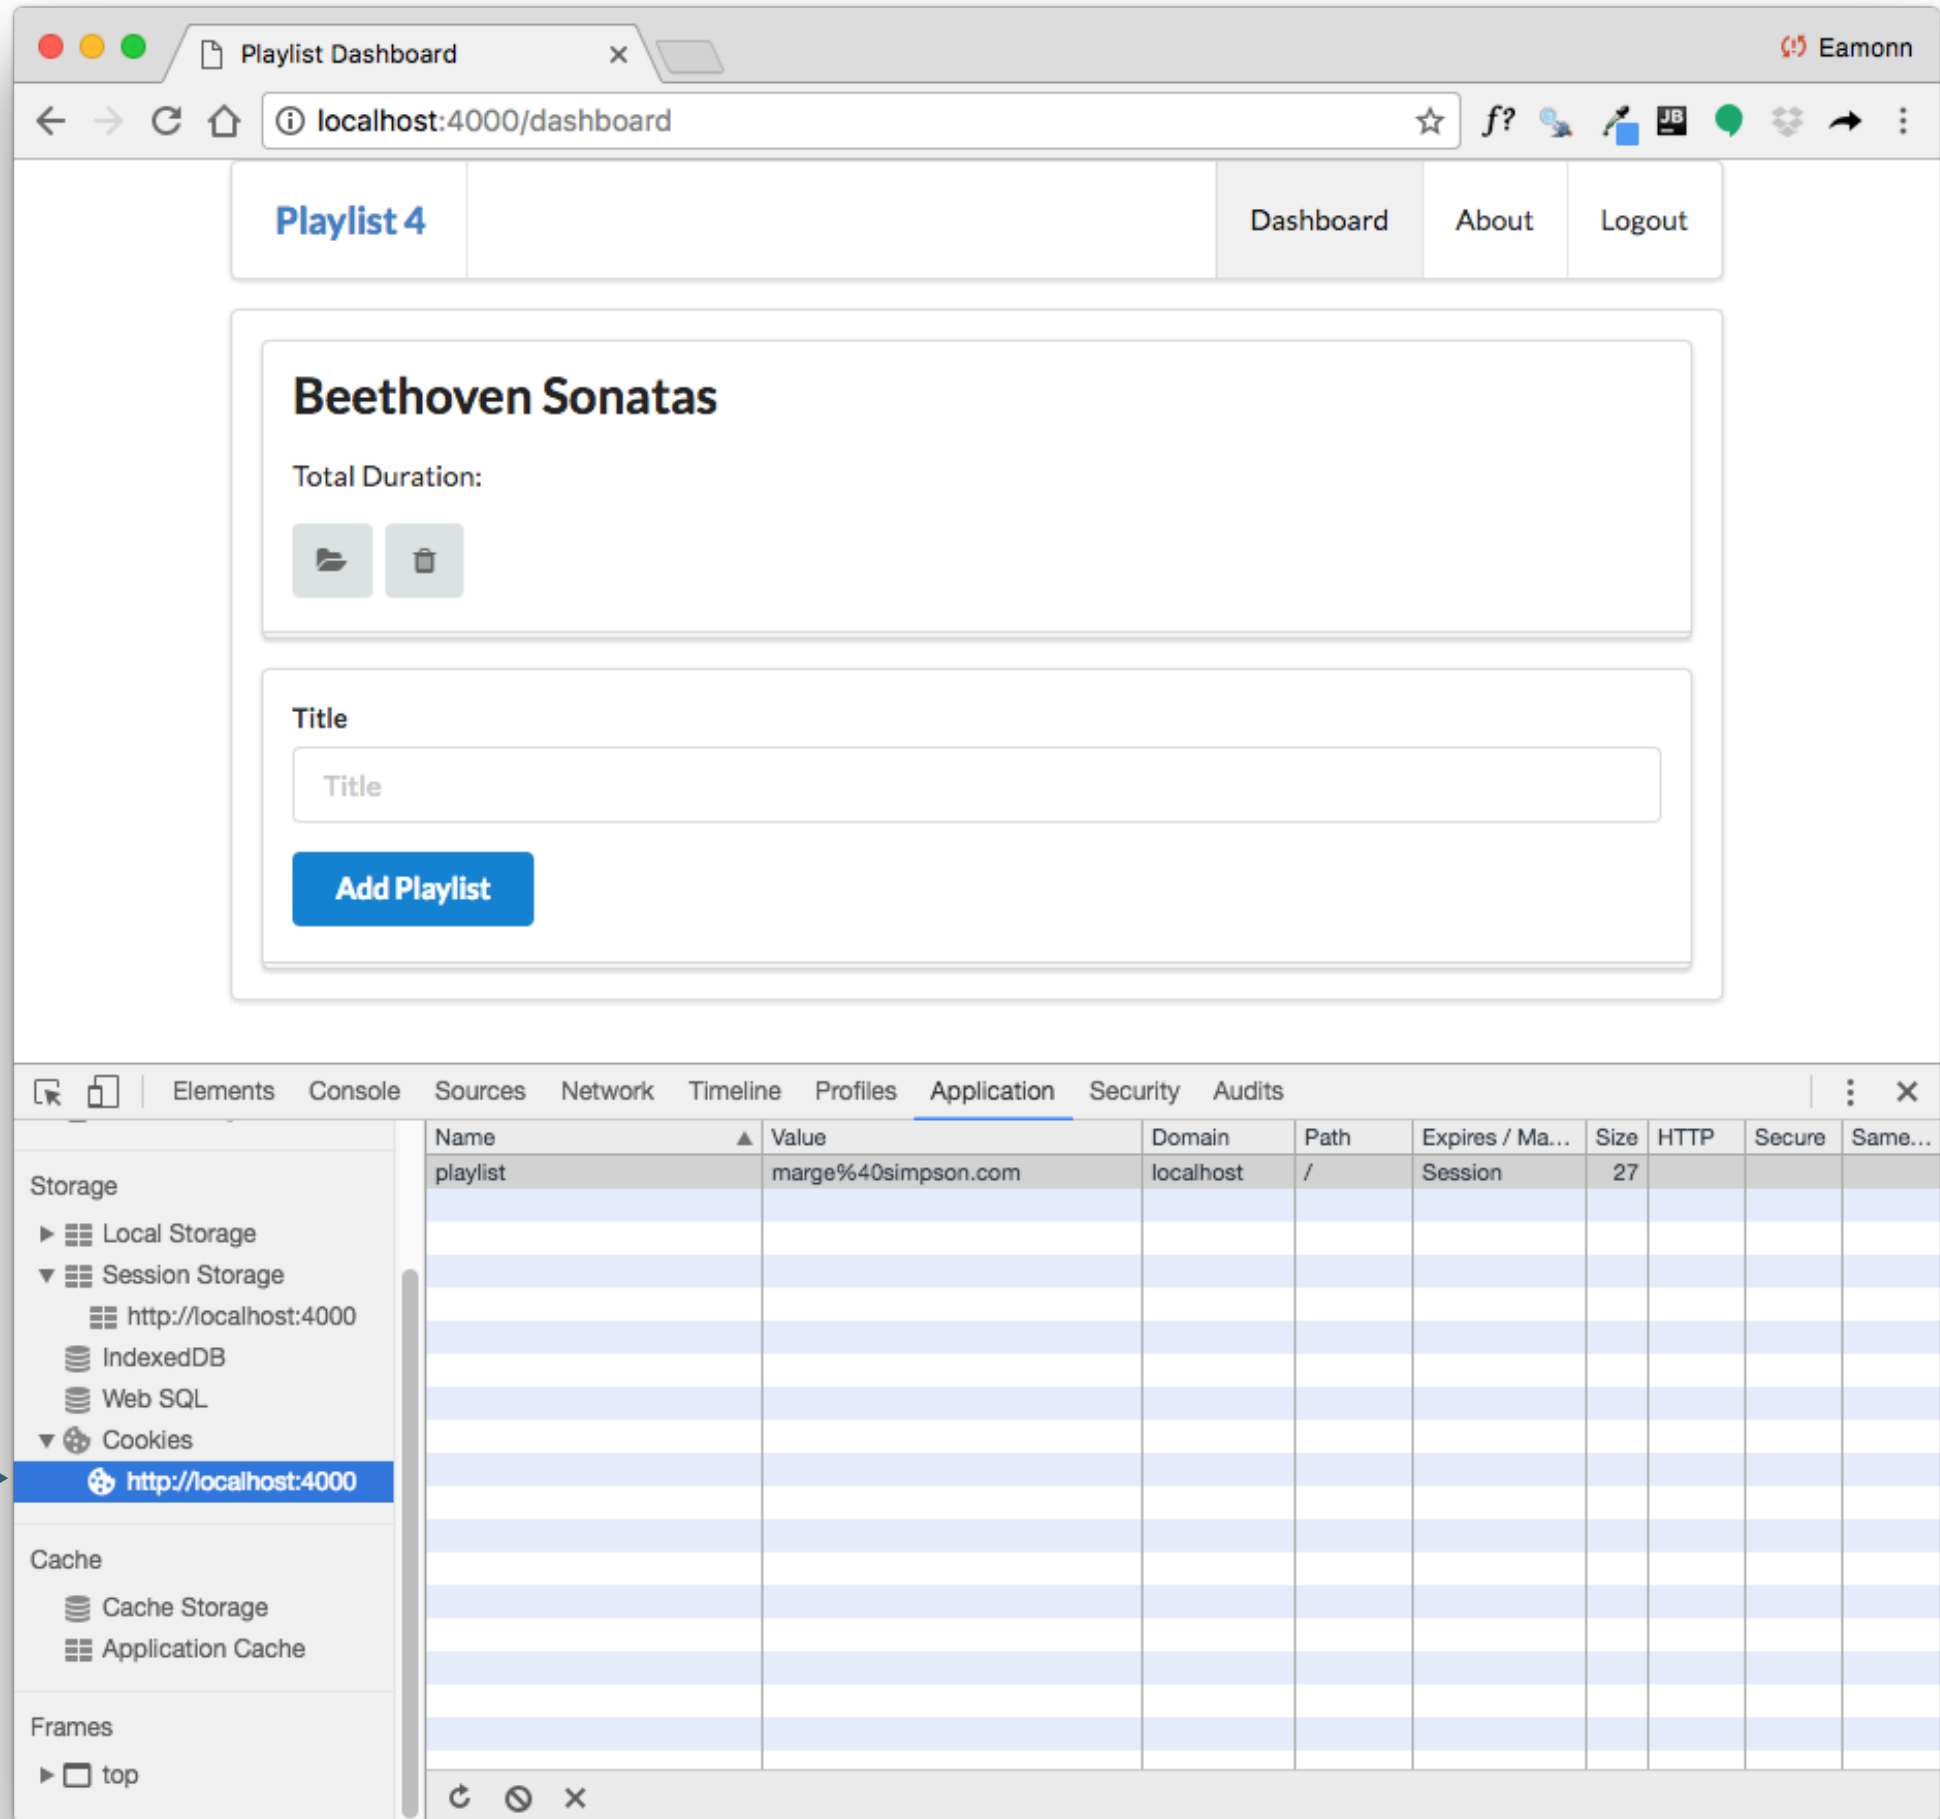 Playlist Dashboard
Eamonn
localhost:4000/dashboard
f?
JB
Playlist 4 Dashboard About Logout
Beethoven Sonatas
Total Duration:
Title
Title
Add Playlist
Elements Console Sources Network Timeline Profiles Application Security Audits
Name Value Domain Path Expires / Ma... Size HTTP Secure Same...
playlist marge%40simpson.com localhost / Session 27
Storage
Local Storage
Session Storage
http://localhost:4000
IndexedDB
Web SQL
Cookies
http://localhost:4000
Cache
Cache Storage
Application Cache
Frames
top